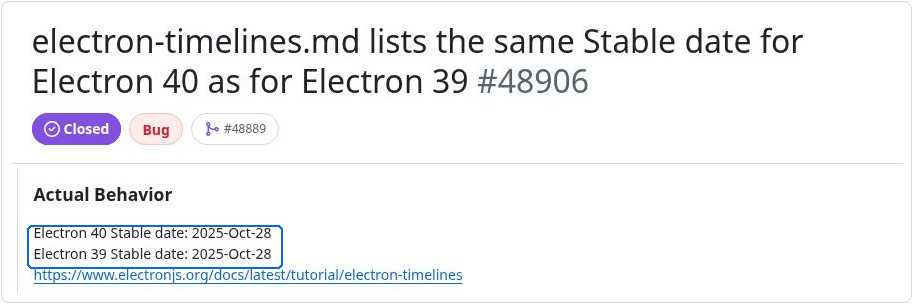 electron-timelines.md lists the same Stable date for
Electron 40 as for Electron 39 #48906
Closed Bug #48889
Actual Behavior
Electron 40 Stable date: 2025-Oct-28
Electron 39 Stable date: 2025-Oct-28
https://www.electronjs.org/docs/latest/tutorial/electron-timelines